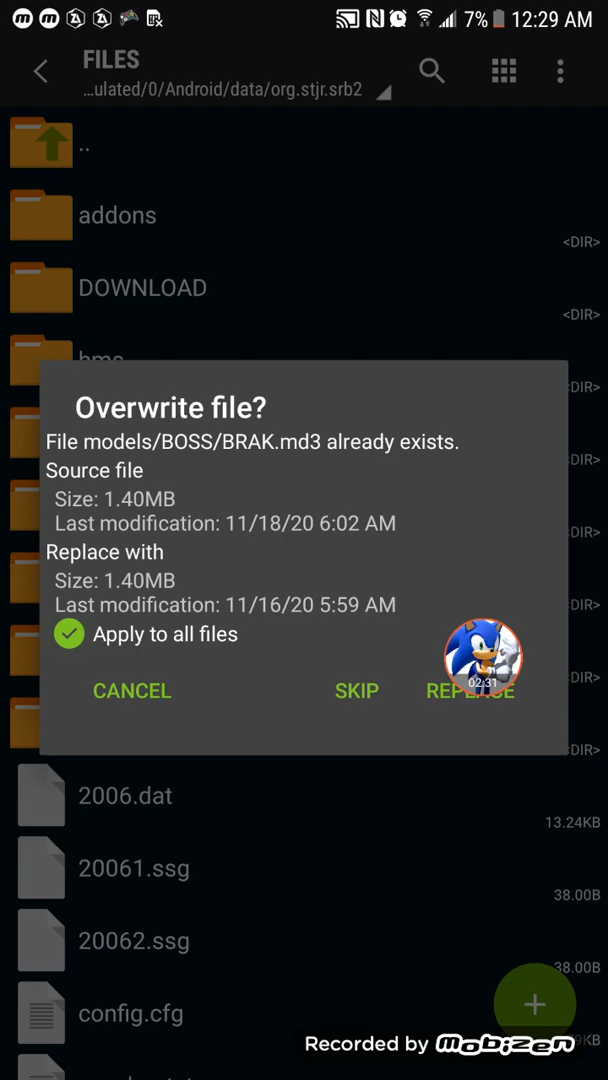 7% 12:29 AM
FILES
...ulated/0/Android/data/org.stjr.srb2
..
addons
<DIR>
DOWNLOAD
<DIR>
hms
<DIR>
Overwrite file?
File models/BOSS/BRAK.md3 already exists.
Source file
<DIR>
Size: 1.40MB
Last modification: 11/18/20 6:02 AM
<DIR>
Replace with
Size: 1.40MB
Last modification: 11/16/20 5:59 AM
<DIR>
Apply to all files
<DIR>
02:31
CANCEL SKIP REPLACE
<DIR>
2006.dat
13.24KB
20061.ssg
38.00B
20062.ssg
38.00B
config.cfg
+
Recorded by Mobizen